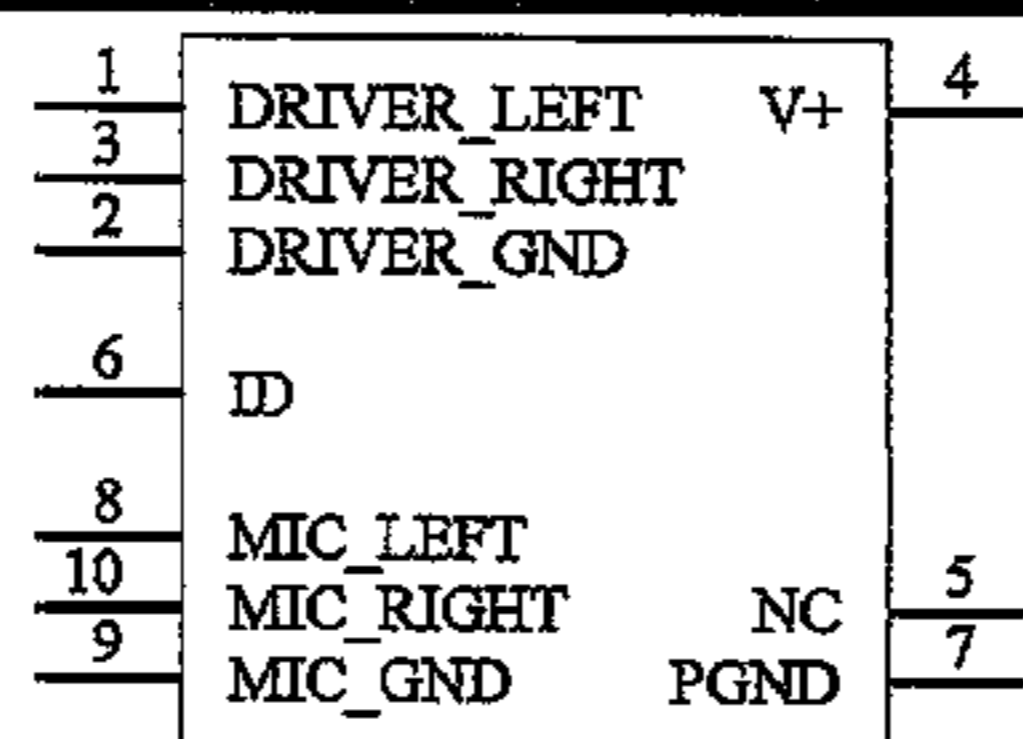 1 DRIVER_LEFT V+ 4
3 DRIVER_RIGHT
2 DRIVER_GND
6 ID
8 MIC_LEFT
10 MIC_RIGHT NC 5
9 MIC_GND PGND 7